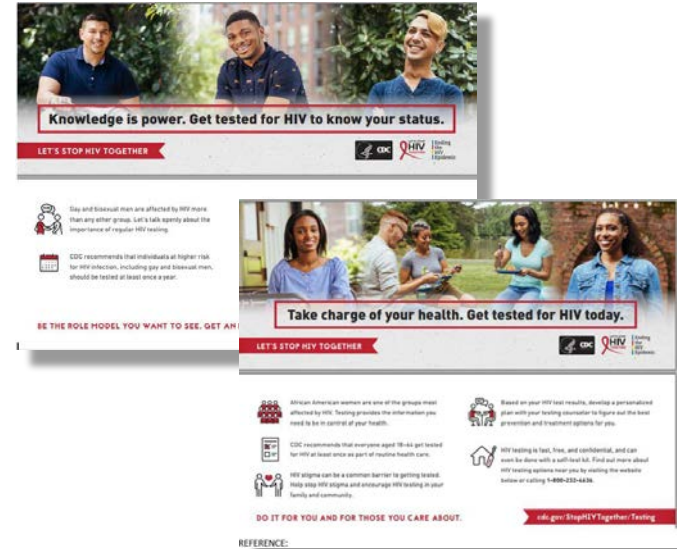 Knowledge is power. Get tested for HIV to know your status.
LET'S STOP HIV TOGETHER
CDC
HIV
Ending
the
HIV
Epidemic
Gay and bisexual men are affected by HIV more
than any other group. Let's talk openly about the
importance of regular HIV testing.
CDC recommends that individuals at higher risk
for HIV infection, including gay and bisexual men,
should be tested at least once a year.
BE THE ROLE MODEL YOU WANT TO SEE. GET AN
Take charge of your health. Get tested for HIV today.
LET'S STOP HIV TOGETHER
CDC
HIV
Ending
the
HIV
Epidemic
African American women are one of the groups most
affected by HIV. Testing provides the information you
need to be in control of your health.
CDC recommends that everyone aged 18-64 get tested
for HIV at least once as part of routine health care.
HIV stigma can be a common barrier to getting tested.
Help stop HIV stigma and encourage HIV testing in your
family and community.
Based on your HIV test results, develop a personalized
plan with your testing counselor to figure out the best
prevention and treatment options for you.
HIV testing is fast, free, and confidential, and can
even be done with a self-test kit. Find out more about
HIV testing options near you by visiting the website
below or calling 1-800-232-4636.
DO IT FOR YOU AND FOR THOSE YOU CARE ABOUT.
cdc.gov/StopHIVTogether/Testing
REFERENCE: